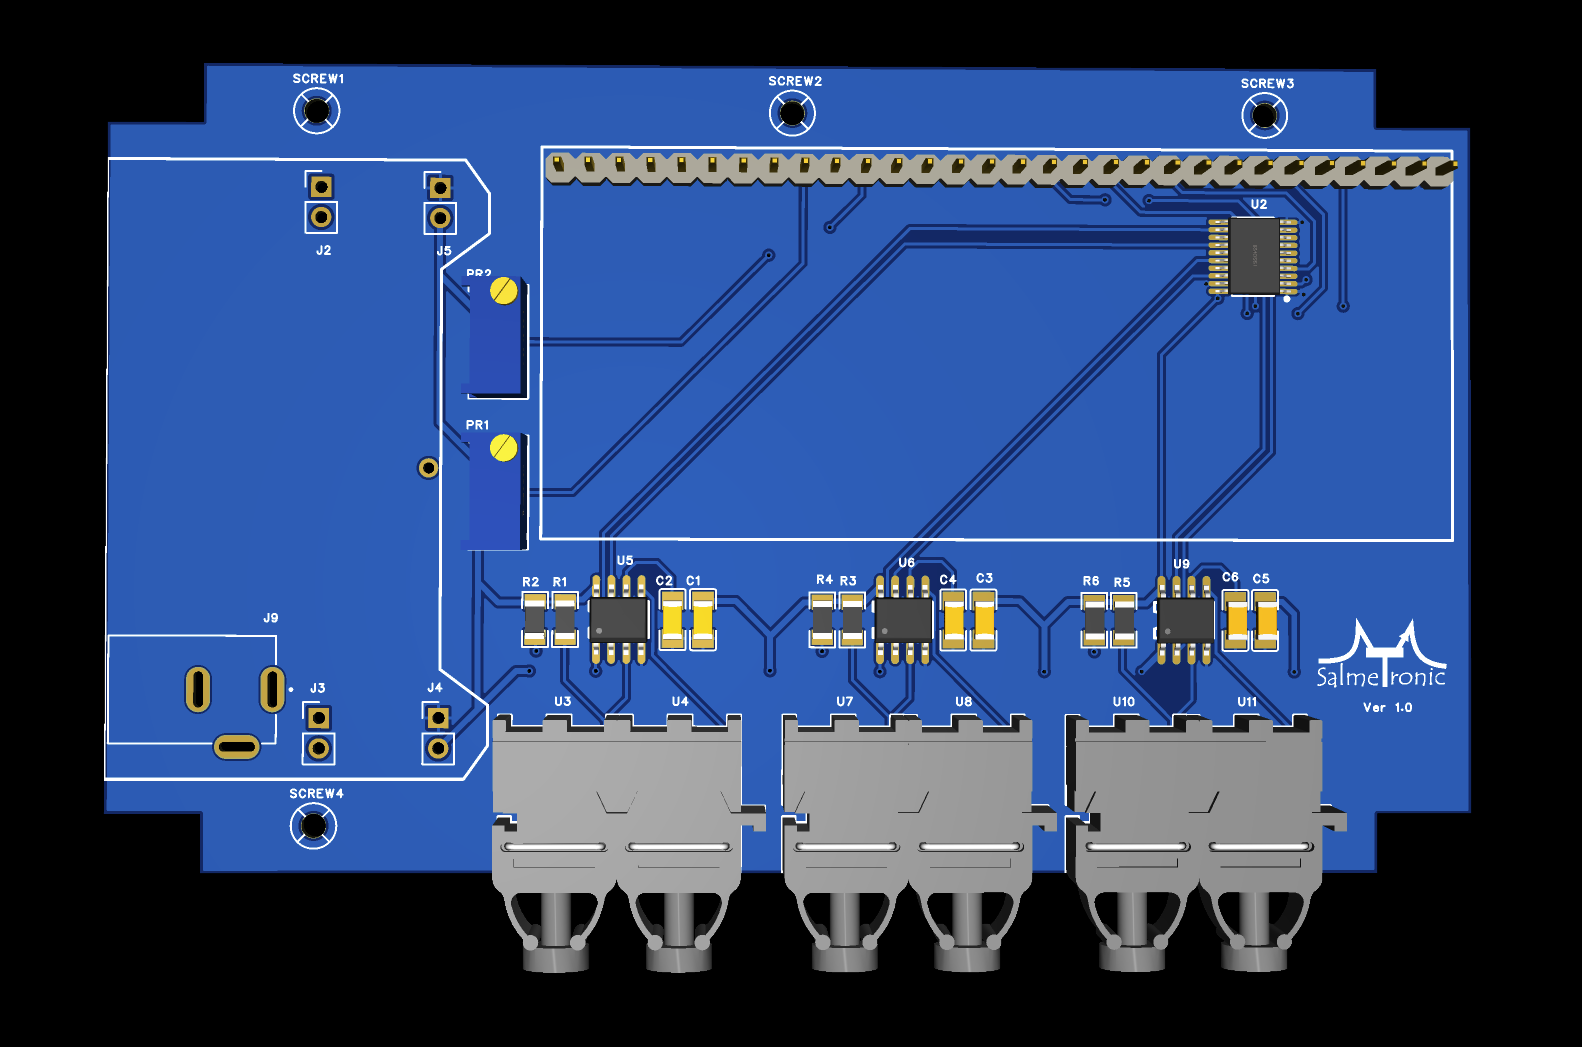 SCREW1
SCREW2
SCREW3
U2
J2
J5
PR2
PR1
U5
U6
U9
R2 R1
C2 C1
R4 R3
C4 C3
R6 R5
C6 C5
J9
SalmeTronic
Ver 1.0
J3
J4
U3
U4
U7
U8
U10
U11
SCREW4